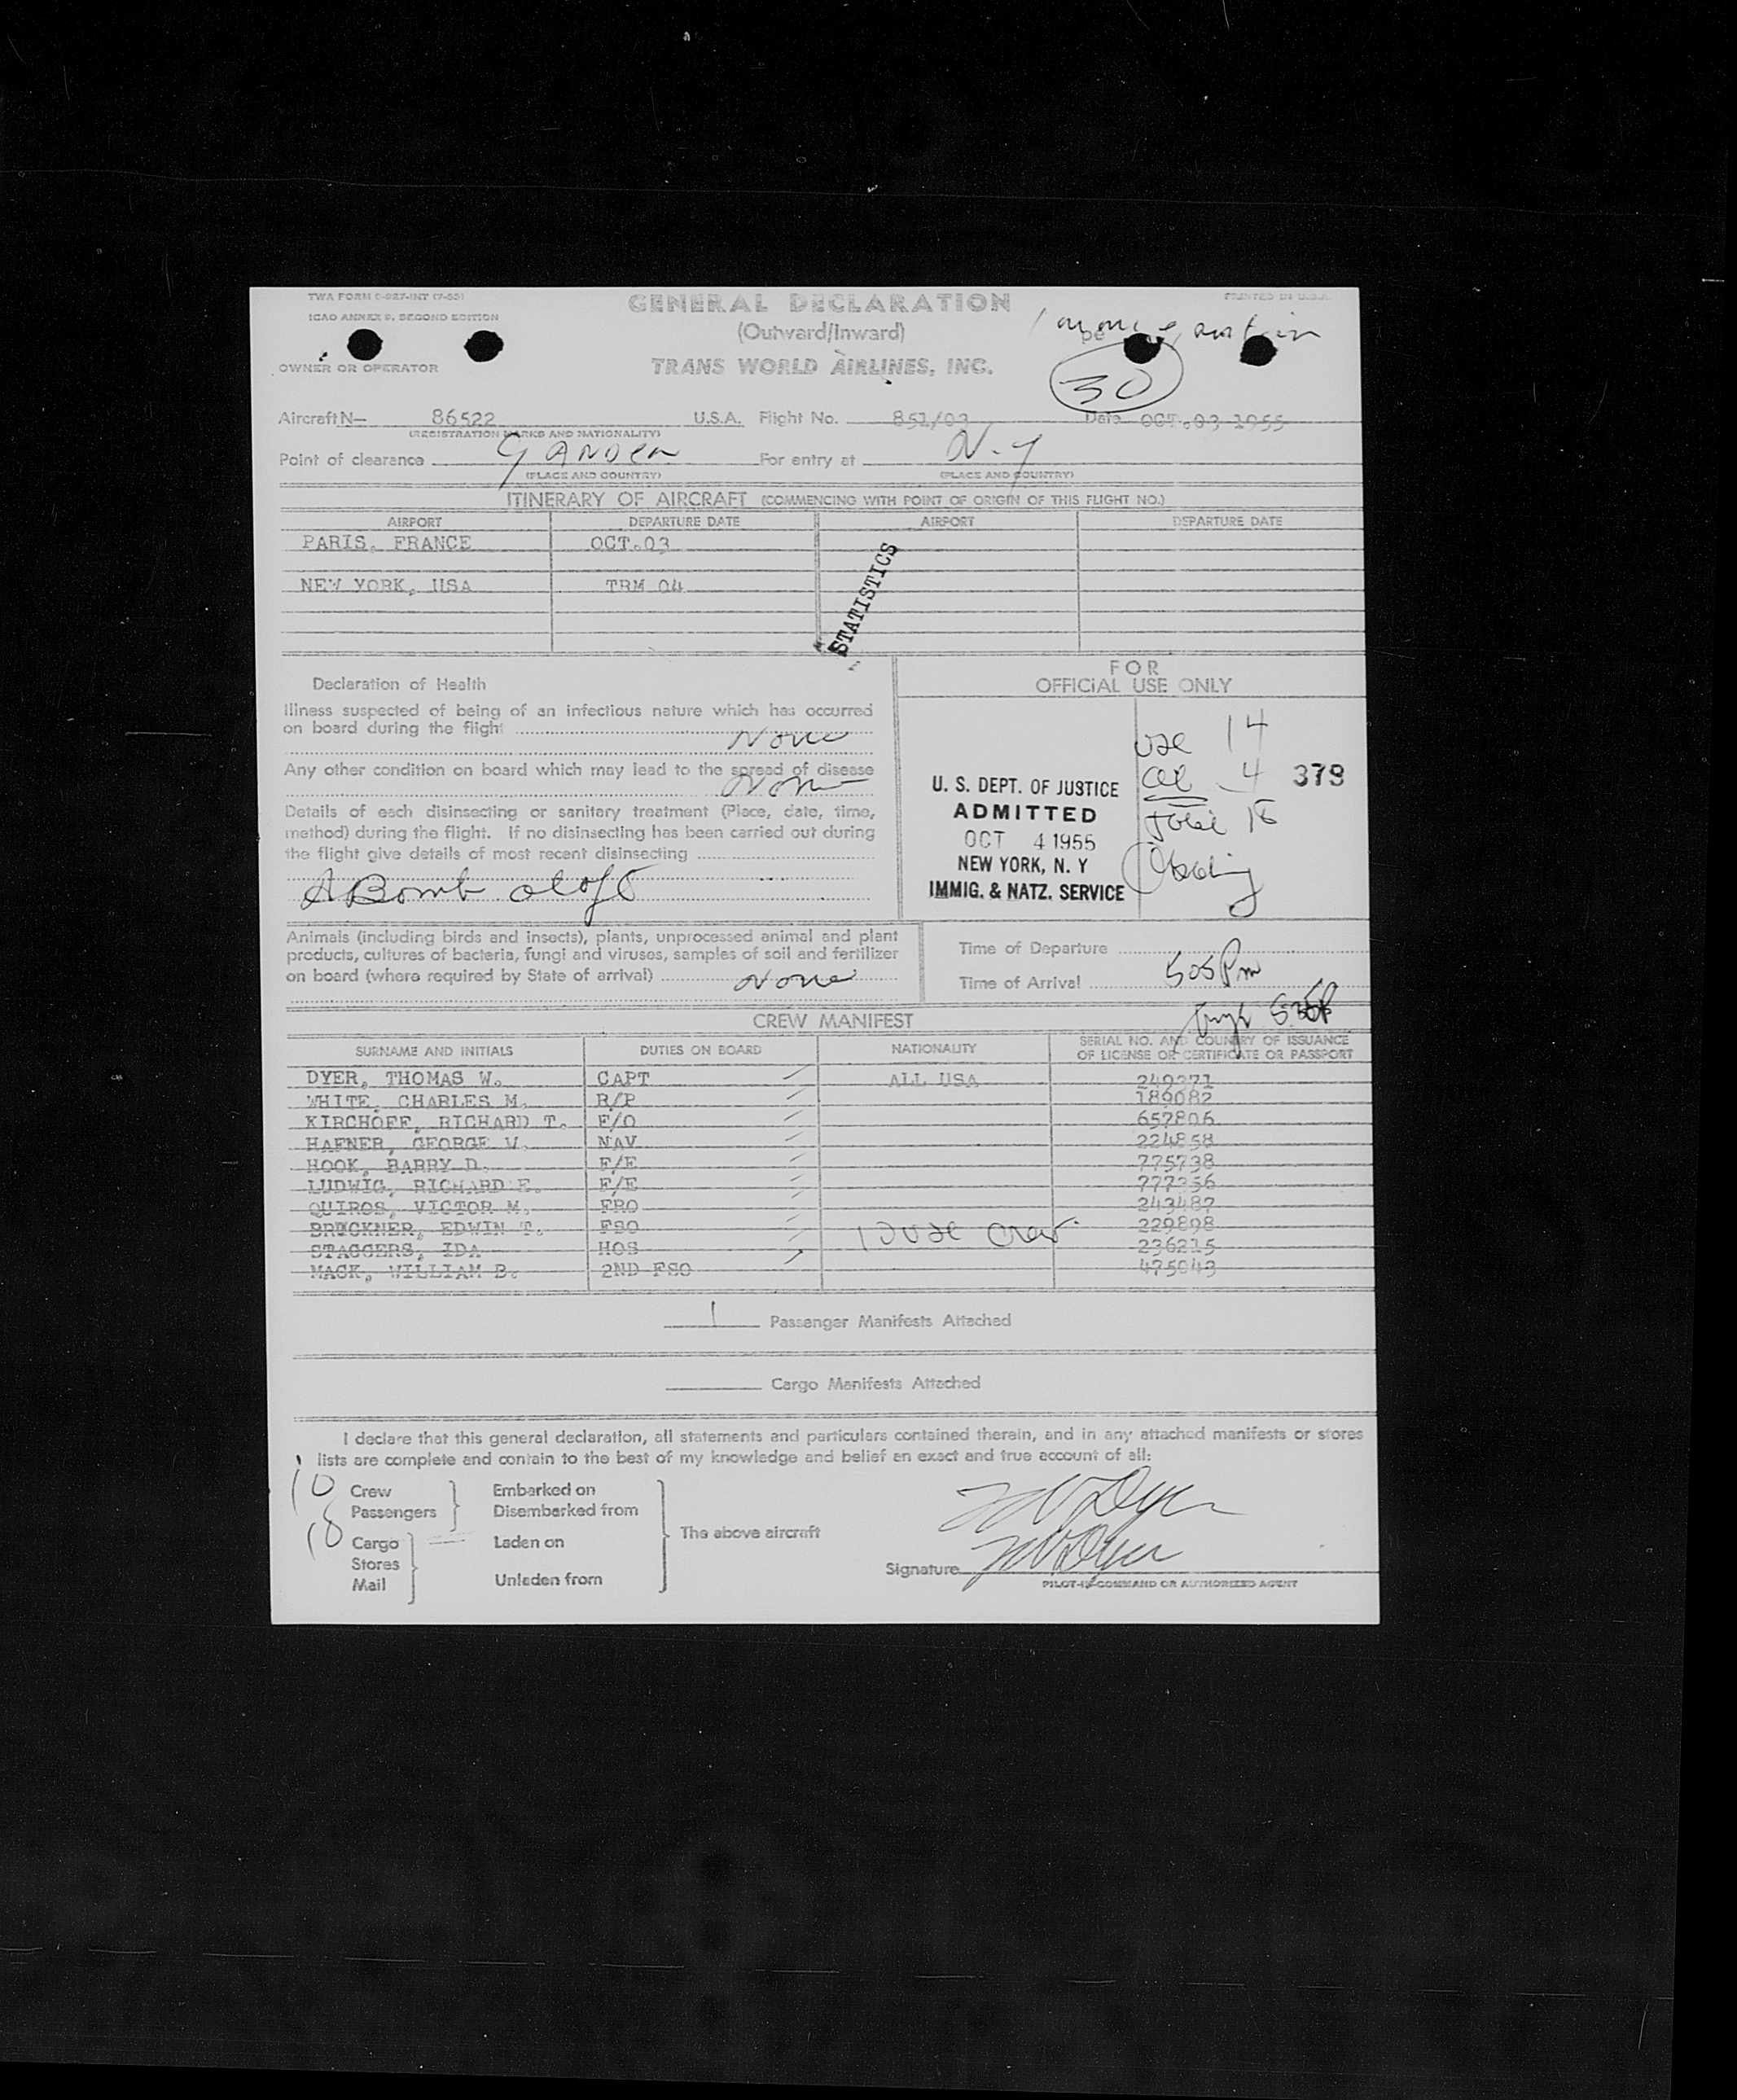 TWA FORM
ICAO ANNEX 9, SECOND EDITION
GENERAL DECLARATION
(Outward/Inward)
TRANS WORLD AIRLINES, INC.
PRINTED IN U.S.A.
30
OWNER OR OPERATOR
Aircraft N— 86522 U.S.A. Flight No. 851/03 Date OCT.03 1955
(REGISTRATION MARKS AND NATIONALITY)
Point of clearance GANDER For entry at N.Y
(PLACE AND COUNTRY) (PLACE AND COUNTRY)
ITINERARY OF AIRCRAFT (COMMENCING WITH POINT OF ORIGIN OF THIS FLIGHT NO.)
AIRPORT DEPARTURE DATE AIRPORT DEPARTURE DATE
PARIS, FRANCE OCT.03
NEW YORK, USA TRM 04
STATISTICS
Declaration of Health
Illness suspected of being of an infectious nature which has occurred
on board during the flight None
Any other condition on board which may lead to the spread of disease
None
Details of each disinsecting or sanitary treatment (Place, date, time,
method) during the flight. If no disinsecting has been carried out during
the flight give details of most recent disinsecting
A Bomb aloft
FOR
OFFICIAL USE ONLY
U. S. DEPT. OF JUSTICE
ADMITTED
OCT 4 1955
NEW YORK, N. Y
IMMIG. & NATZ. SERVICE
14
4
379
Total 18
Animals (including birds and insects), plants, unprocessed animal and plant
products, cultures of bacteria, fungi and viruses, samples of soil and fertilizer
on board (where required by State of arrival) None
Time of Departure
Time of Arrival 505 Pm
CREW MANIFEST
SURNAME AND INITIALS DUTIES ON BOARD NATIONALITY SERIAL NO. AND COUNTRY OF ISSUANCE
OF LICENSE OR CERTIFICATE OR PASSPORT
DYER, THOMAS W. CAPT ALL USA 249371
WHITE, CHARLES M. R/P 189082
KIRCHOFF, RICHARD T. F/O 652806
HAFNER, GEORGE W. NAV 224858
HOOK, BARRY D. F/E 775738
LUDWIG, RICHARD E. F/E 777356
QUIROS, VICTOR M. FRO 243487
BRUCKNER, EDWIN T. FSO 229898
STAGGERS, IDA HOS 236215
MACK, WILLIAM B. 2ND FSO 475043
10 USC Crew
1 Passenger Manifests Attached
Cargo Manifests Attached
I declare that this general declaration, all statements and particulars contained therein, and in any attached manifests or stores
lists are complete and contain to the best of my knowledge and belief an exact and true account of all:
10 Crew Embarked on
18 Passengers Disembarked from
The above aircraft
Cargo Laden on
Stores
Mail Unladen from
TW Dyer
Signature TW Dyer
PILOT-IN-COMMAND OR AUTHORIZED AGENT